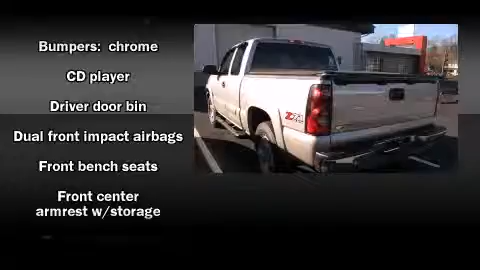 Bumpers: chrome
CD player
Driver door bin
Dual front impact airbags
Front bench seats
Front center
armrest w/storage
Z71